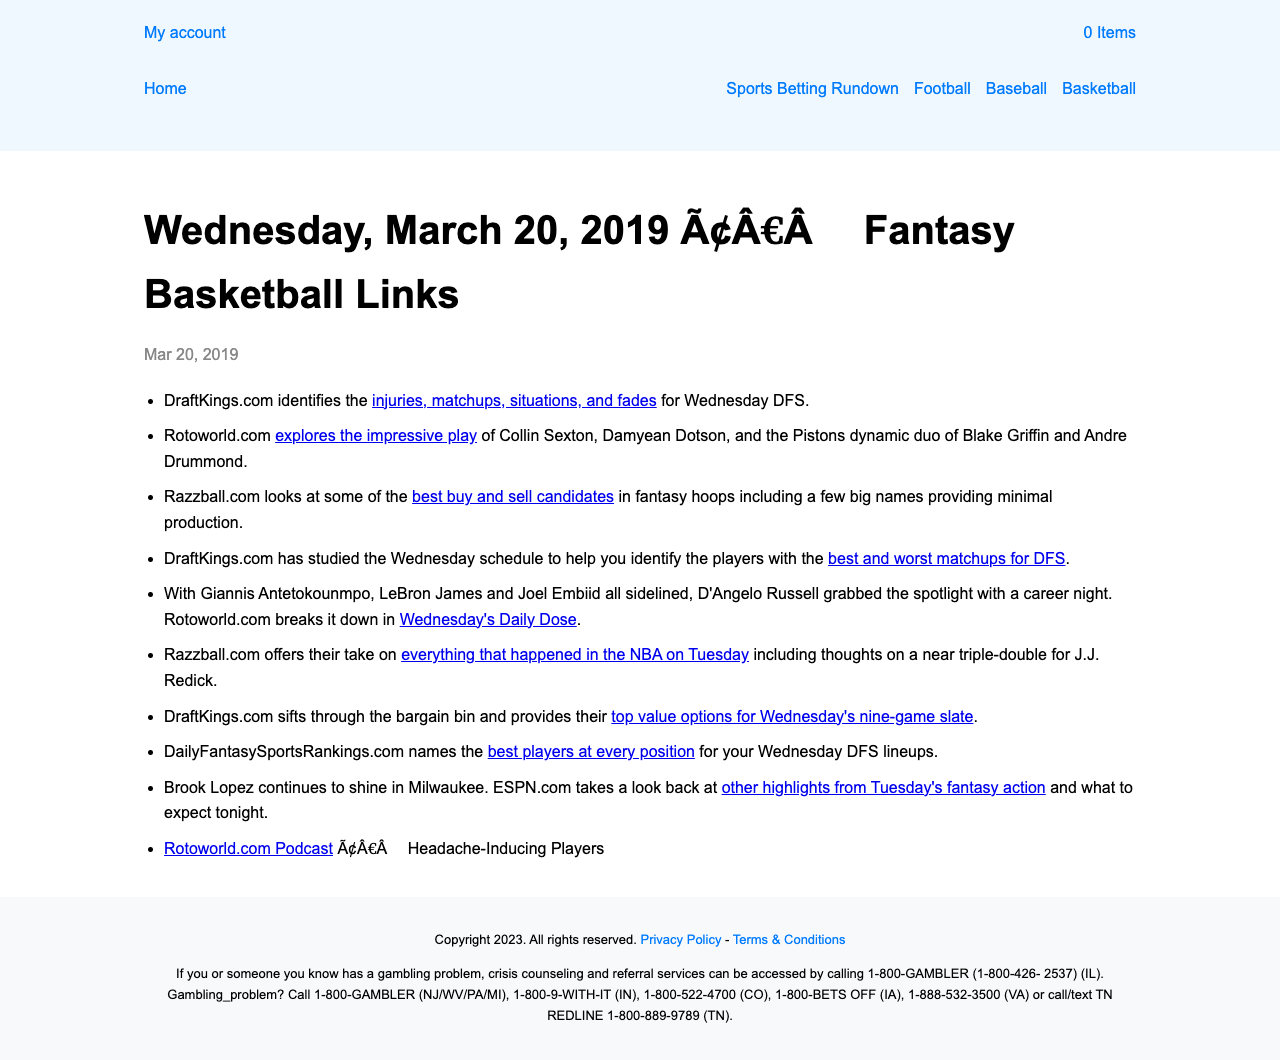 My account
0 Items
Home
Sports Betting Rundown Football Baseball Basketball
Wednesday, March 20, 2019 Ã¢Â€Â Fantasy
Basketball Links
Mar 20, 2019
DraftKings.com identifies the injuries, matchups, situations, and fades for Wednesday DFS.
Rotoworld.com explores the impressive play of Collin Sexton, Damyean Dotson, and the Pistons dynamic duo of Blake Griffin and Andre
Drummond.
Razzball.com looks at some of the best buy and sell candidates in fantasy hoops including a few big names providing minimal
production.
DraftKings.com has studied the Wednesday schedule to help you identify the players with the best and worst matchups for DFS.
With Giannis Antetokounmpo, LeBron James and Joel Embiid all sidelined, D'Angelo Russell grabbed the spotlight with a career night.
Rotoworld.com breaks it down in Wednesday's Daily Dose.
Razzball.com offers their take on everything that happened in the NBA on Tuesday including thoughts on a near triple-double for J.J.
Redick.
DraftKings.com sifts through the bargain bin and provides their top value options for Wednesday's nine-game slate.
DailyFantasySportsRankings.com names the best players at every position for your Wednesday DFS lineups.
Brook Lopez continues to shine in Milwaukee. ESPN.com takes a look back at other highlights from Tuesday's fantasy action and what to
expect tonight.
Rotoworld.com Podcast Ã¢Â€Â Headache-Inducing Players
Copyright 2023. All rights reserved. Privacy Policy - Terms & Conditions
If you or someone you know has a gambling problem, crisis counseling and referral services can be accessed by calling 1-800-GAMBLER (1-800-426- 2537) (IL).
Gambling_problem? Call 1-800-GAMBLER (NJ/WV/PA/MI), 1-800-9-WITH-IT (IN), 1-800-522-4700 (CO), 1-800-BETS OFF (IA), 1-888-532-3500 (VA) or call/text TN
REDLINE 1-800-889-9789 (TN).